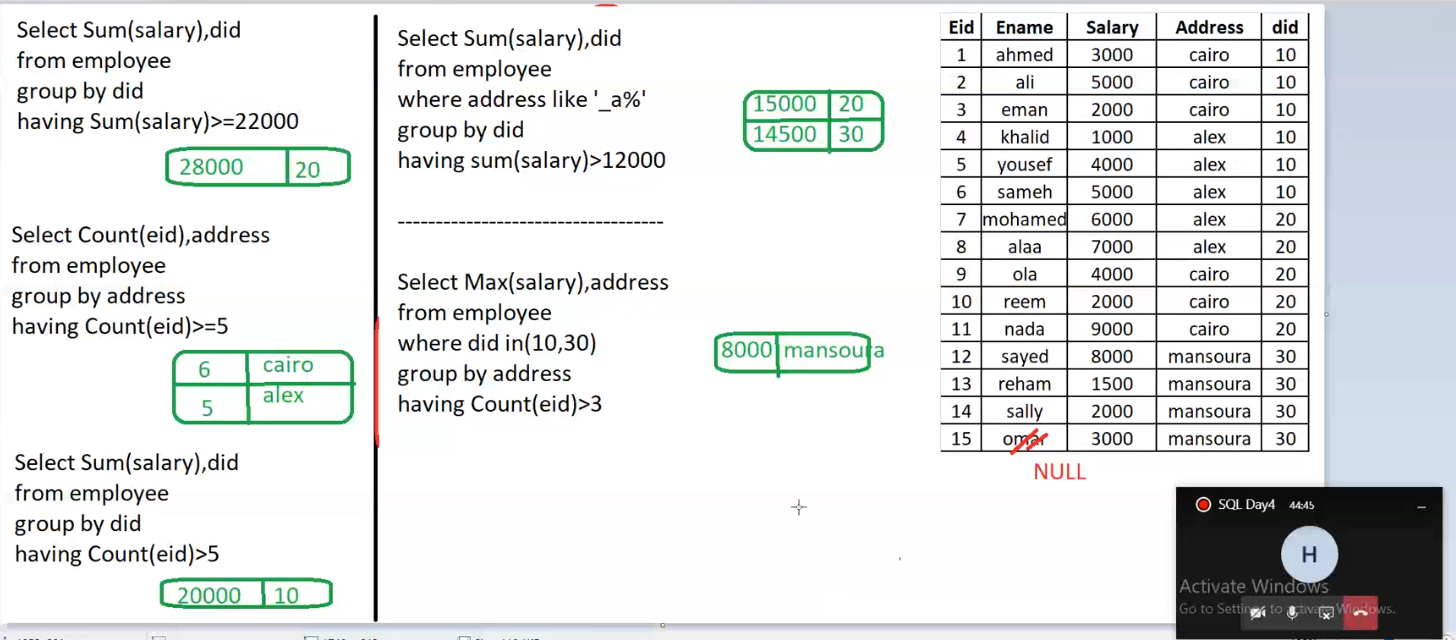 Select Sum(salary),did
from employee
group by did
having Sum(salary)>=22000
28000 20
Select Count(eid),address
from employee
group by address
having Count(eid)>=5
6 cairo
5 alex
Select Sum(salary),did
from employee
group by did
having Count(eid)>5
20000 10
Select Sum(salary),did
from employee
where address like '_a%'
group by did
having sum(salary)>12000
15000 20
14500 30
---------------------------------
Select Max(salary),address
from employee
where did in(10,30)
group by address
having Count(eid)>3
8000 mansoura
Eid Ename Salary Address did
1 ahmed 3000 cairo 10
2 ali 5000 cairo 10
3 eman 2000 cairo 10
4 khalid 1000 alex 10
5 yousef 4000 alex 10
6 sameh 5000 alex 10
7 mohamed 6000 alex 20
8 alaa 7000 alex 20
9 ola 4000 cairo 20
10 reem 2000 cairo 20
11 nada 9000 cairo 20
12 sayed 8000 mansoura 30
13 reham 1500 mansoura 30
14 sally 2000 mansoura 30
15 omar 3000 mansoura 30
NULL
SQL Day4 44:45
H
Activate Windows
Go to Settings to activate Windows.